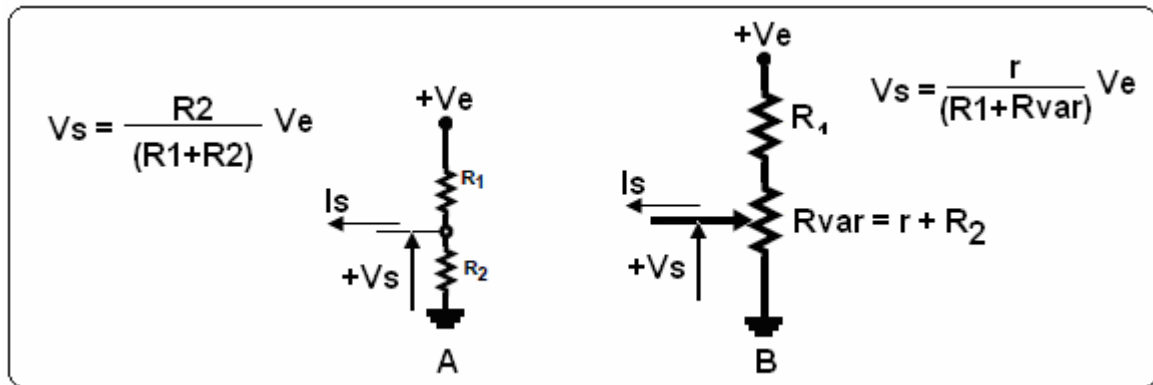 Vs = R2 / (R1+R2) Ve
+Ve
R1
Is
R2
+Vs
A
+Ve
Vs = r / (R1+Rvar) Ve
R1
Is
Rvar = r + R2
+Vs
B